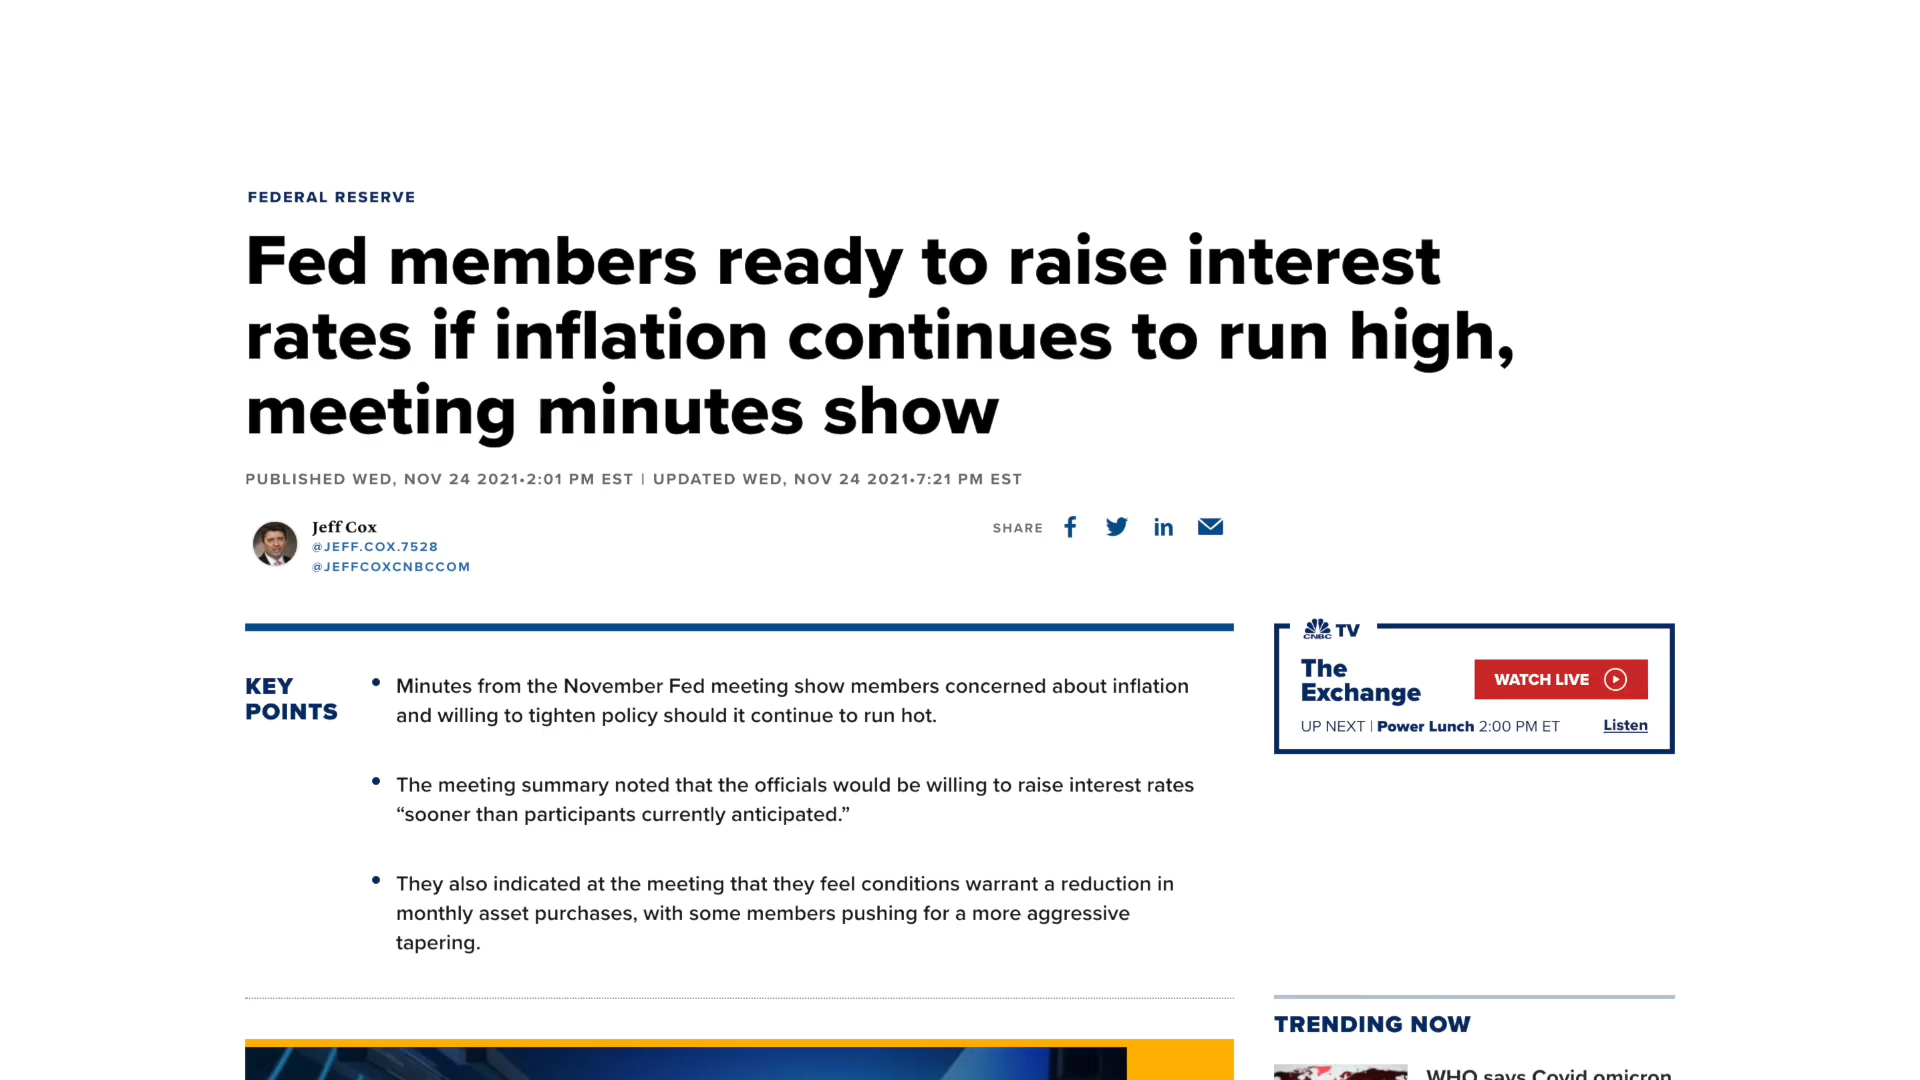 FEDERAL RESERVE
Fed members ready to raise interest
rates if inflation continues to run high,
meeting minutes show
PUBLISHED WED, NOV 24 2021•2:01 PM EST | UPDATED WED, NOV 24 2021•7:21 PM EST
Jeff Cox
@JEFF.COX.7528
@JEFFCOXCNBCCOM
SHARE
KEY
POINTS
• Minutes from the November Fed meeting show members concerned about inflation
and willing to tighten policy should it continue to run hot.
• The meeting summary noted that the officials would be willing to raise interest rates
“sooner than participants currently anticipated.”
• They also indicated at the meeting that they feel conditions warrant a reduction in
monthly asset purchases, with some members pushing for a more aggressive
tapering.
CNBC TV
The
Exchange
WATCH LIVE
UP NEXT | Power Lunch 2:00 PM ET
Listen
TRENDING NOW
WHO says Covid omicron